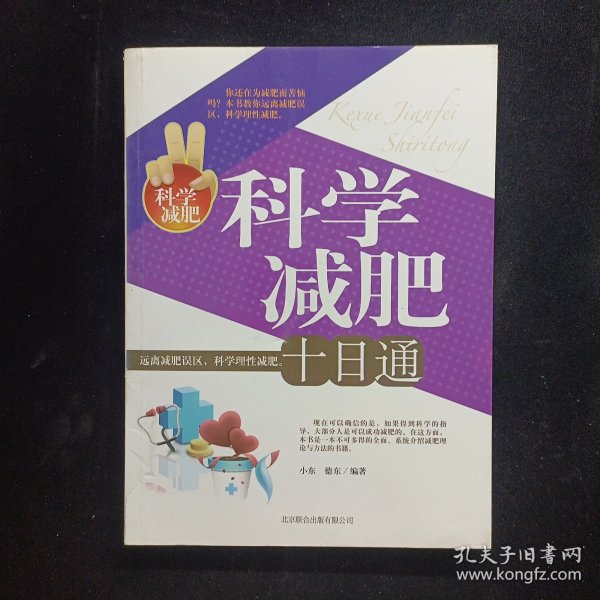 你还在为减肥而苦恼
吗？本书教你远离减肥误
区，科学理性减肥。
Kexue Jianfei
Shiritong
科学
减肥
科学
减肥
远离减肥误区，科学理性减肥。
十日通
现在可以确信的是，如果得到科学的指
导，大部分人是可以成功减肥的。在这方面，
本书是一本不可多得的全面、系统介绍减肥理
论与方法的书籍。
小东 德东/编著
北京联合出版有限公司
孔夫子旧书网
www.kongfz.com